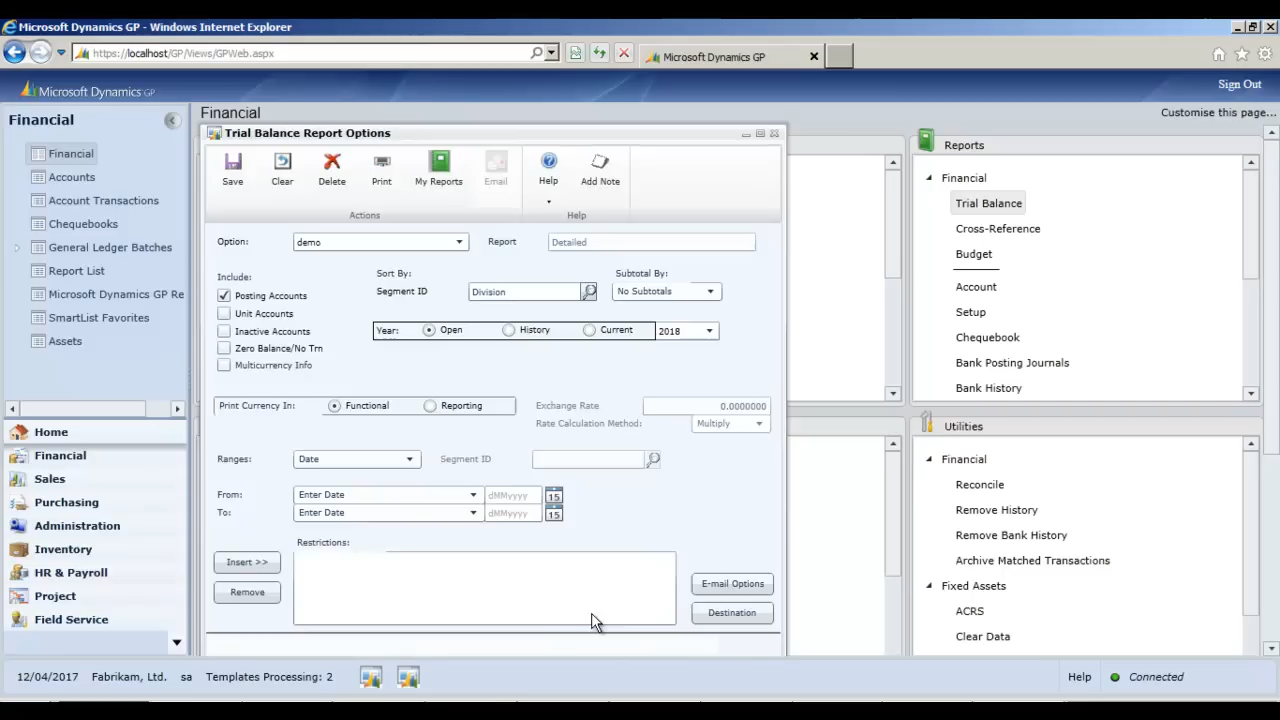 Microsoft Dynamics GP - Windows Internet Explorer
https://localhost/GP/Views/GPWeb.aspx
Microsoft Dynamics GP
Microsoft Dynamics GP
Sign Out
Financial
Customise this page...
Financial
Financial
Accounts
Account Transactions
Chequebooks
General Ledger Batches
Report List
Microsoft Dynamics GP Re
SmartList Favorites
Assets
Home
Financial
Sales
Purchasing
Administration
Inventory
HR & Payroll
Project
Field Service
Trial Balance Report Options
Save Clear Delete Print My Reports Email Help Add Note
Actions Help
Option: demo Report Detailed
Include: Sort By: Subtotal By:
Posting Accounts Segment ID Division No Subtotals
Unit Accounts
Inactive Accounts Year: Open History Current 2018
Zero Balance/No Trn
Multicurrency Info
Print Currency In: Functional Reporting Exchange Rate 0.0000000
Rate Calculation Method: Multiply
Ranges: Date Segment ID
From: Enter Date dMMyyyy 15
To: Enter Date dMMyyyy 15
Restrictions:
Insert >>
Remove
E-mail Options
Destination
Reports
Financial
Trial Balance
Cross-Reference
Budget
Account
Setup
Chequebook
Bank Posting Journals
Bank History
Utilities
Financial
Reconcile
Remove History
Remove Bank History
Archive Matched Transactions
Fixed Assets
ACRS
Clear Data
12/04/2017 Fabrikam, Ltd. sa Templates Processing: 2
Help Connected